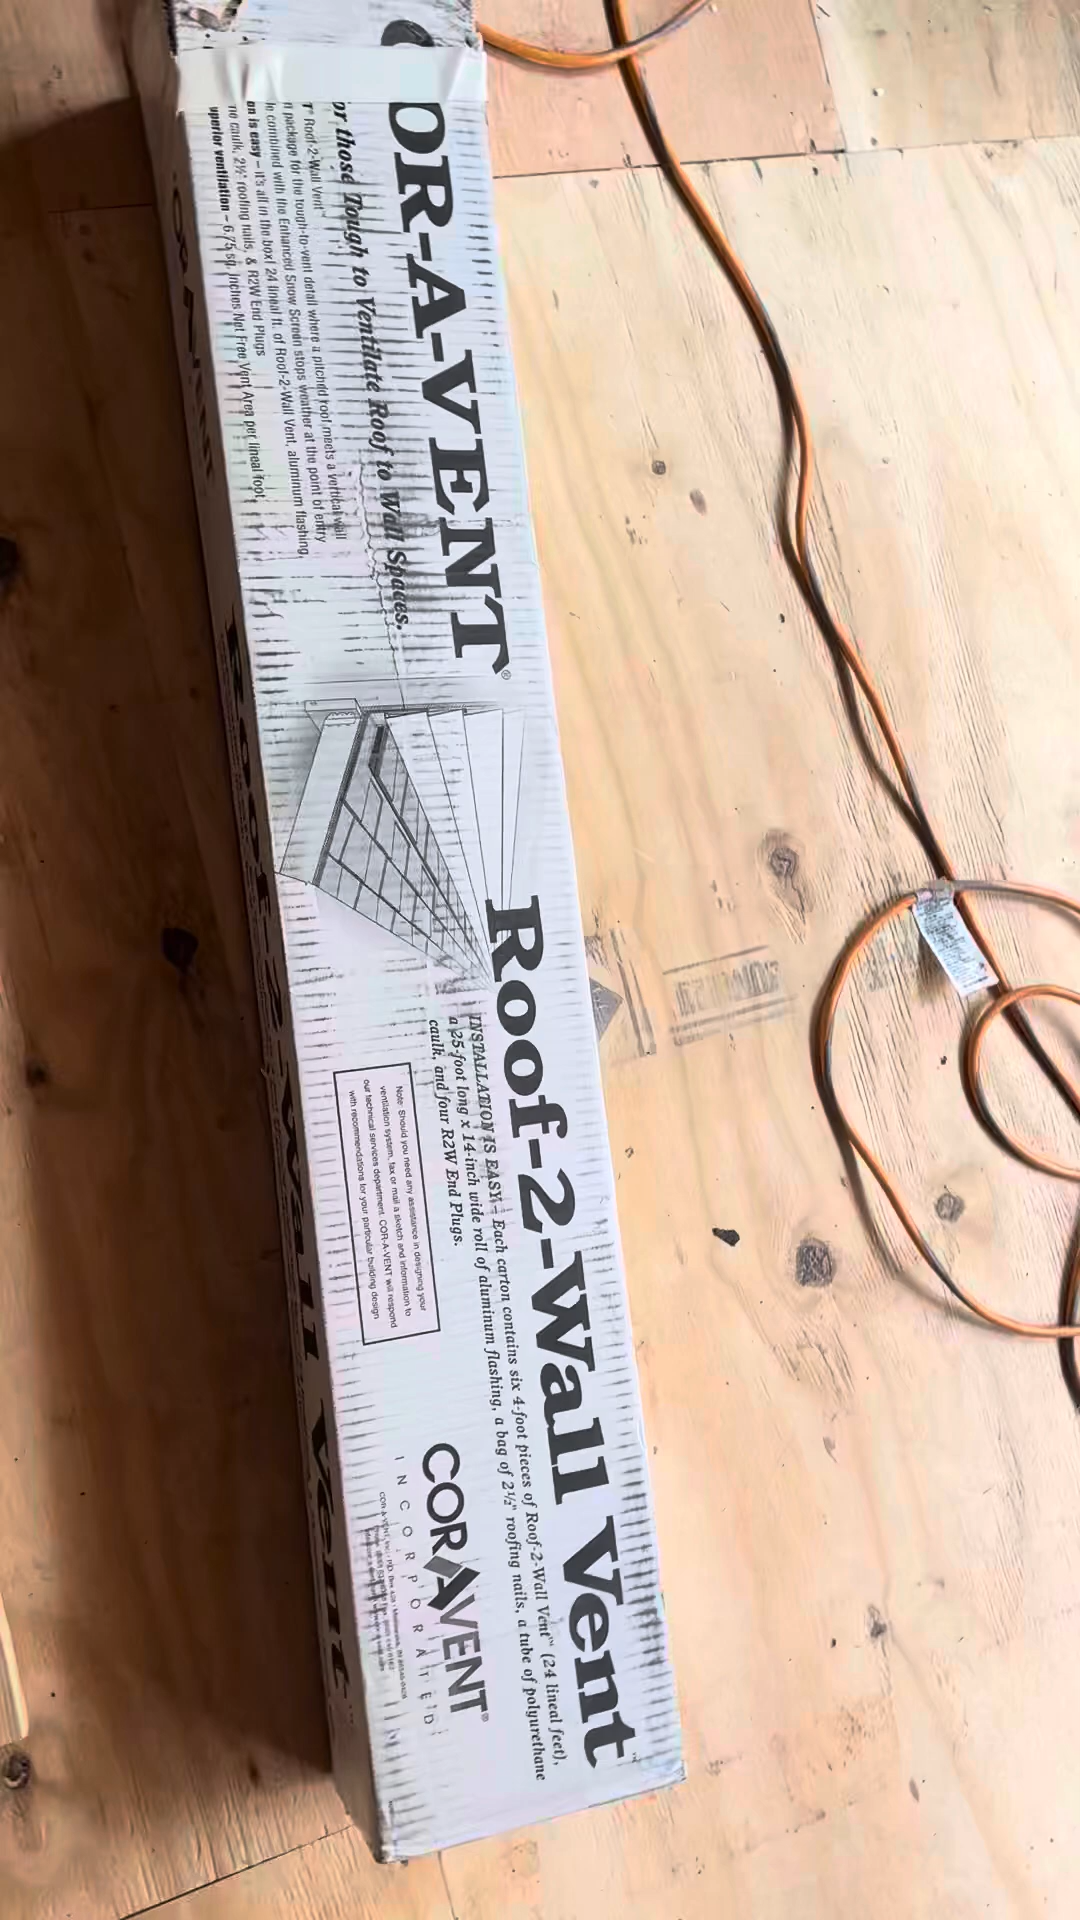 OR-A-VENT®
or those Tough to Ventilate Roof to Wall Spaces.
T® Roof-2-Wall Vent™
package for the tough-to-vent detail where a pitched roof meets a vertical wall
le combined with the Enhanced Snow Screen stops weather at the point of entry
on is easy – it's all in the box! 24 lineal ft. of Roof-2-Wall Vent, aluminum flashing,
ne caulk, 2½" roofing nails, & R2W End Plugs
uperior ventilation – 6.75 sq. inches Net Free Vent Area per lineal foot
Roof-2-Wall Vent™
INSTALLATION IS EASY – Each carton contains six 4-foot pieces of Roof-2-Wall Vent™ (24 lineal feet),
a 25-foot long x 14-inch wide roll of aluminum flashing, a bag of 2½" roofing nails, a tube of polyurethane
caulk, and four R2W End Plugs.
Note: Should you need any assistance in designing your
ventilation system, fax or mail a sketch and information to
our technical services department. COR-A-VENT will respond
with recommendations for your particular building design
CORAVENT®
INCORPORATED
Roof-2-Wall Vent